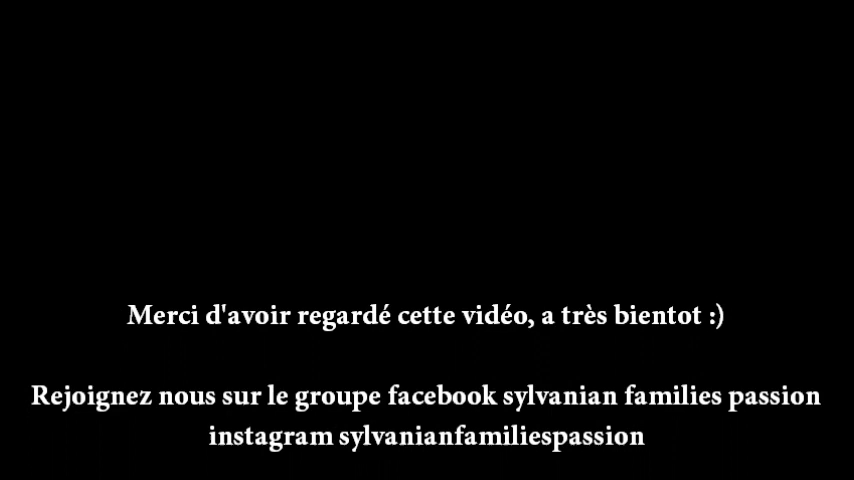 Merci d'avoir regardé cette vidéo, a très bientot :)
Rejoignez nous sur le groupe facebook sylvanian families passion
instagram sylvanianfamiliespassion